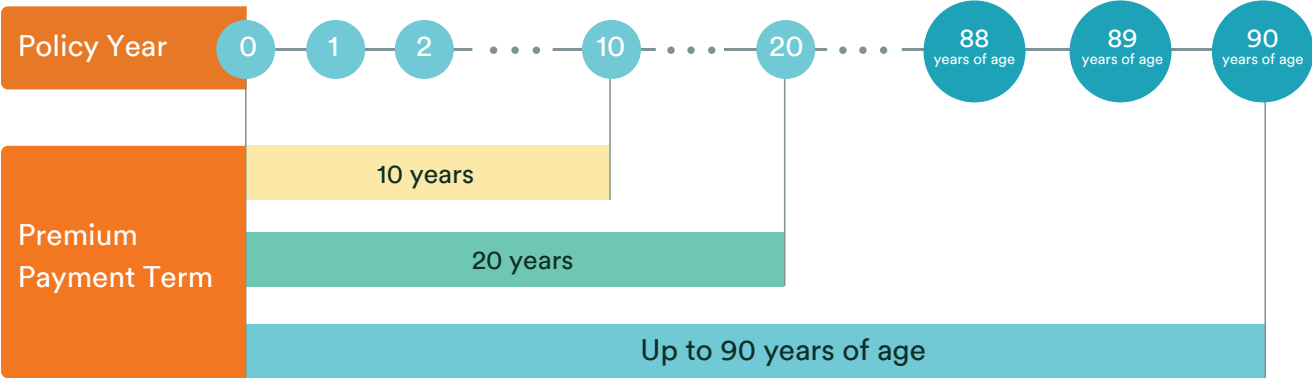 Policy Year
0
1
2
10
20
88
years of age
89
years of age
90
years of age
10 years
Premium
Payment Term
20 years
Up to 90 years of age